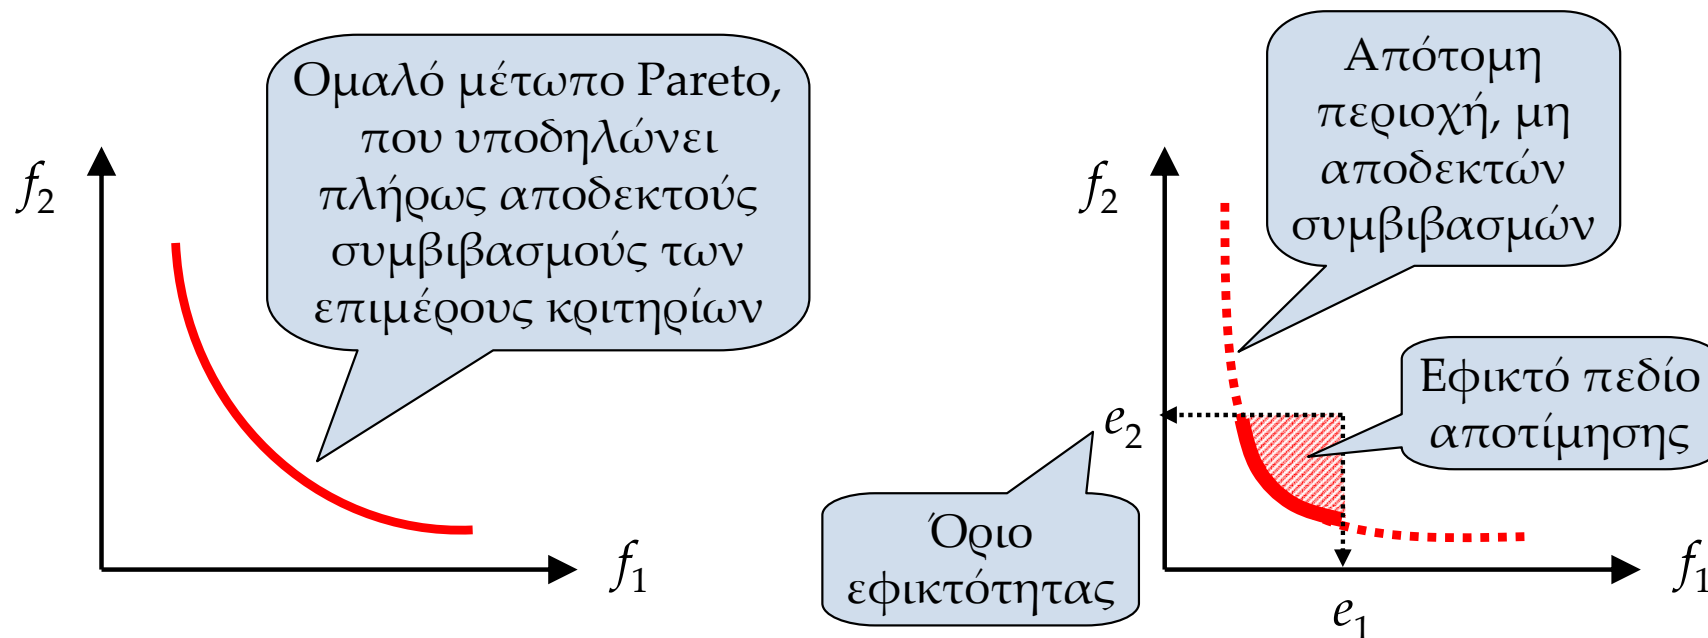 Ομαλό μέτωπο Pareto,
που υποδηλώνει
πλήρως αποδεκτούς
συμβιβασμούς των
επιμέρους κριτηρίων
f2
f1
Απότομη
περιοχή, μη
αποδεκτών
συμβιβασμών
f2
Εφικτό πεδίο
αποτίμησης
e2
Όριο
εφικτότητας
f1
e1